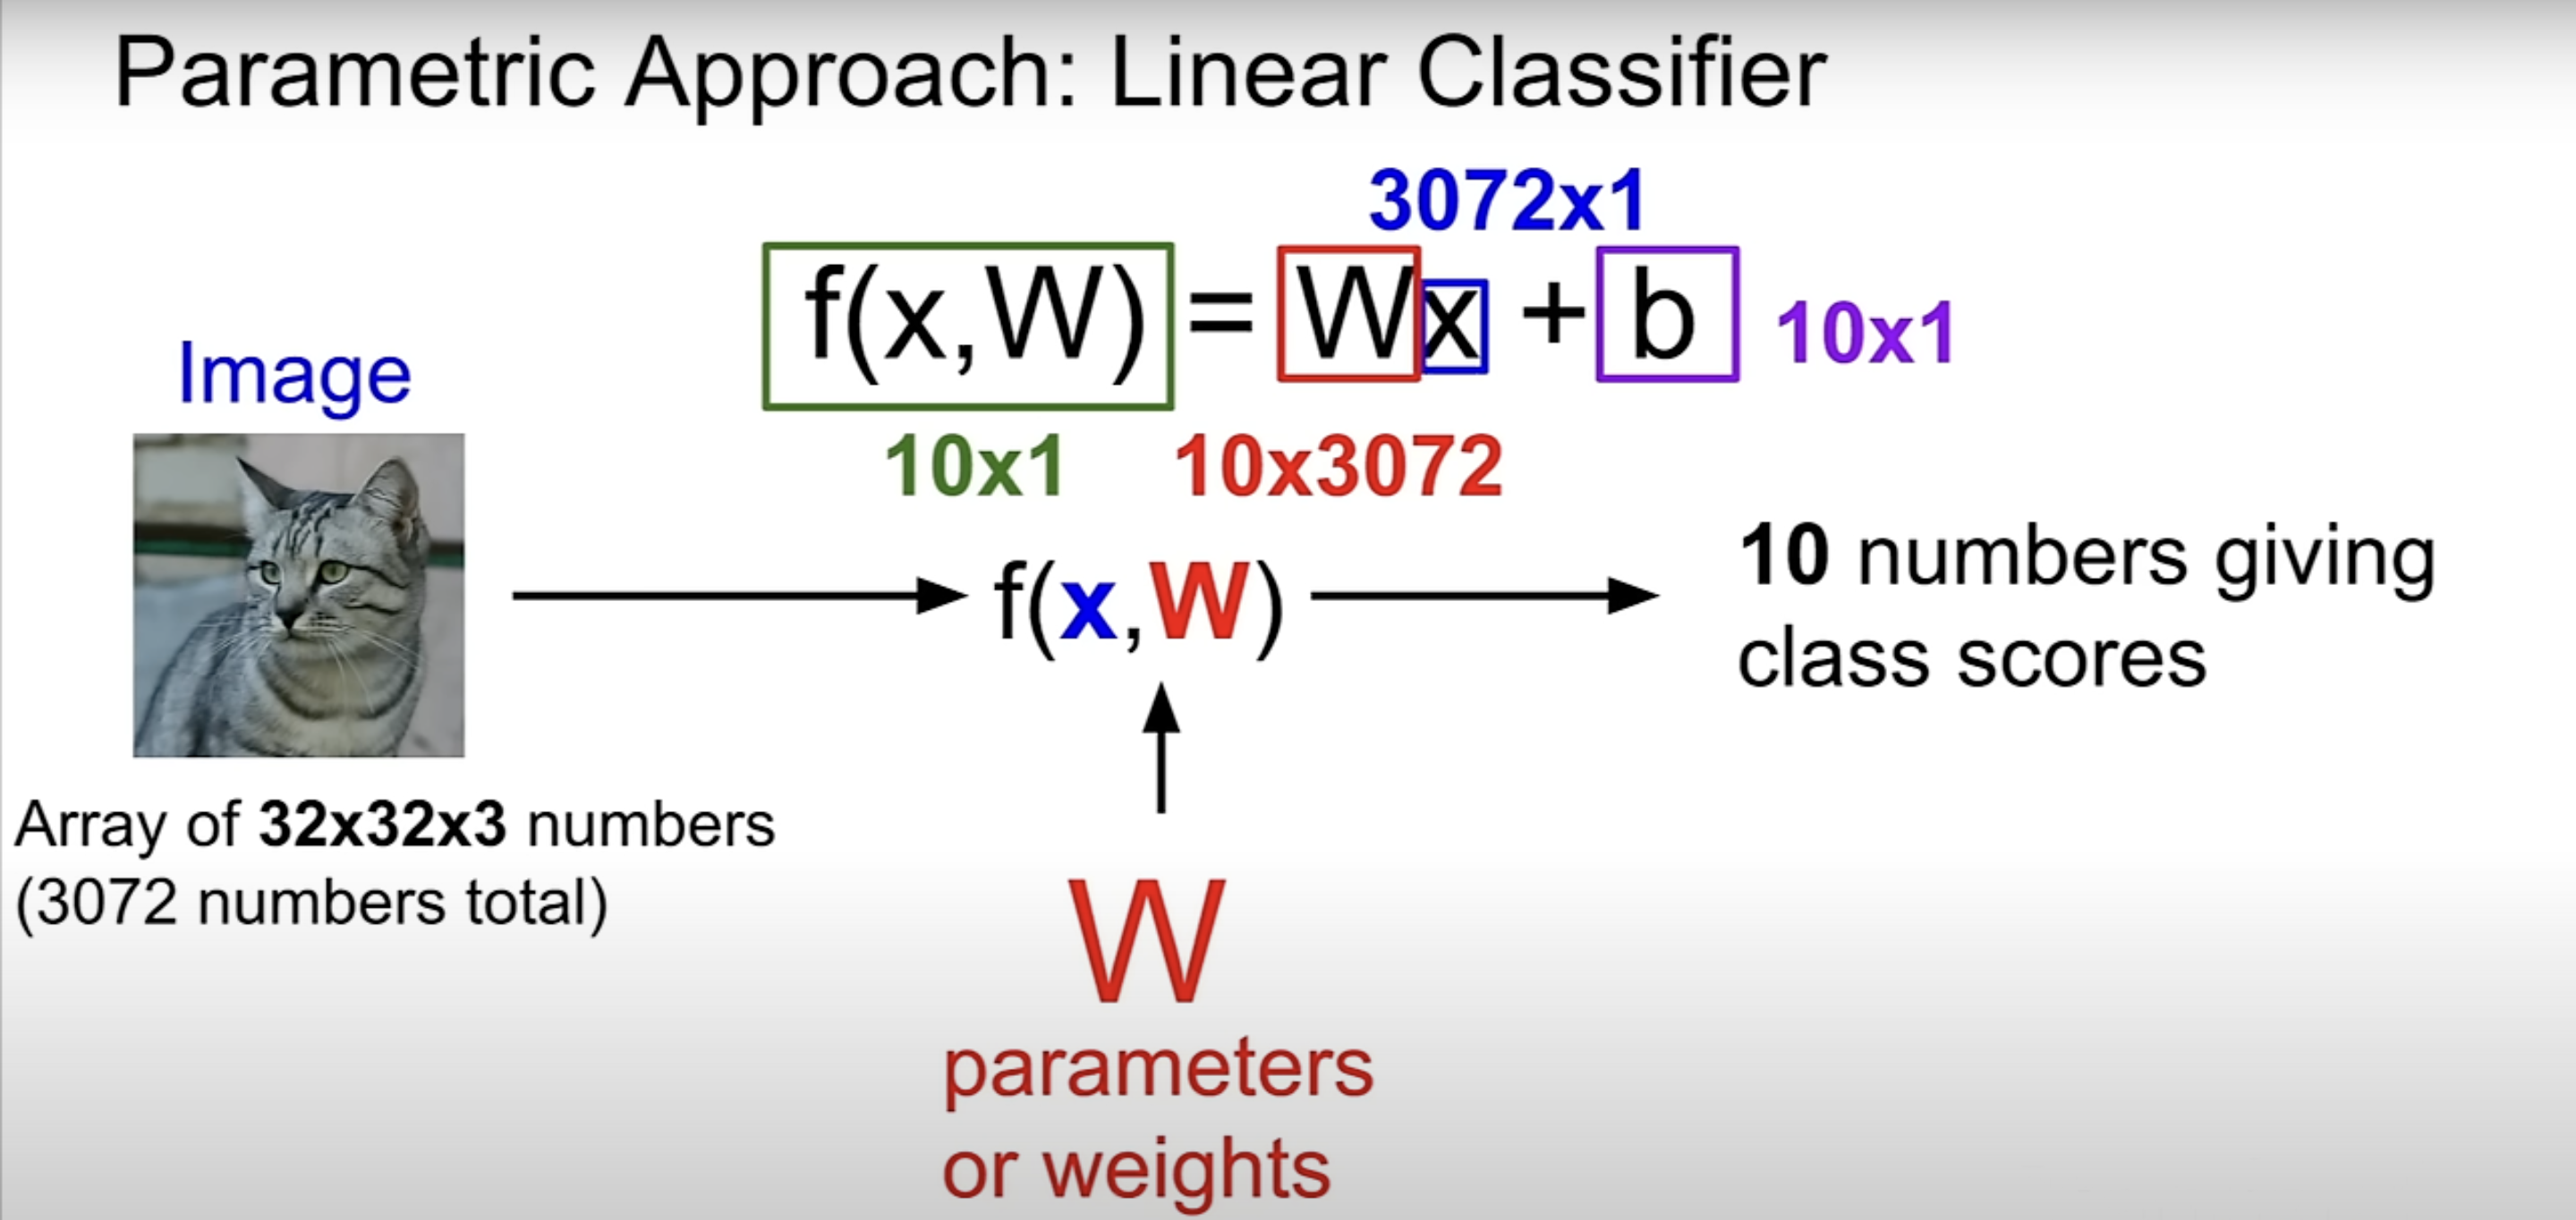 Parametric Approach: Linear Classifier
3072x1
f(x,W) = Wx + b 10x1
10x1 10x3072
Image
f(x,W)
10 numbers giving
class scores
Array of 32x32x3 numbers
(3072 numbers total)
W
parameters
or weights